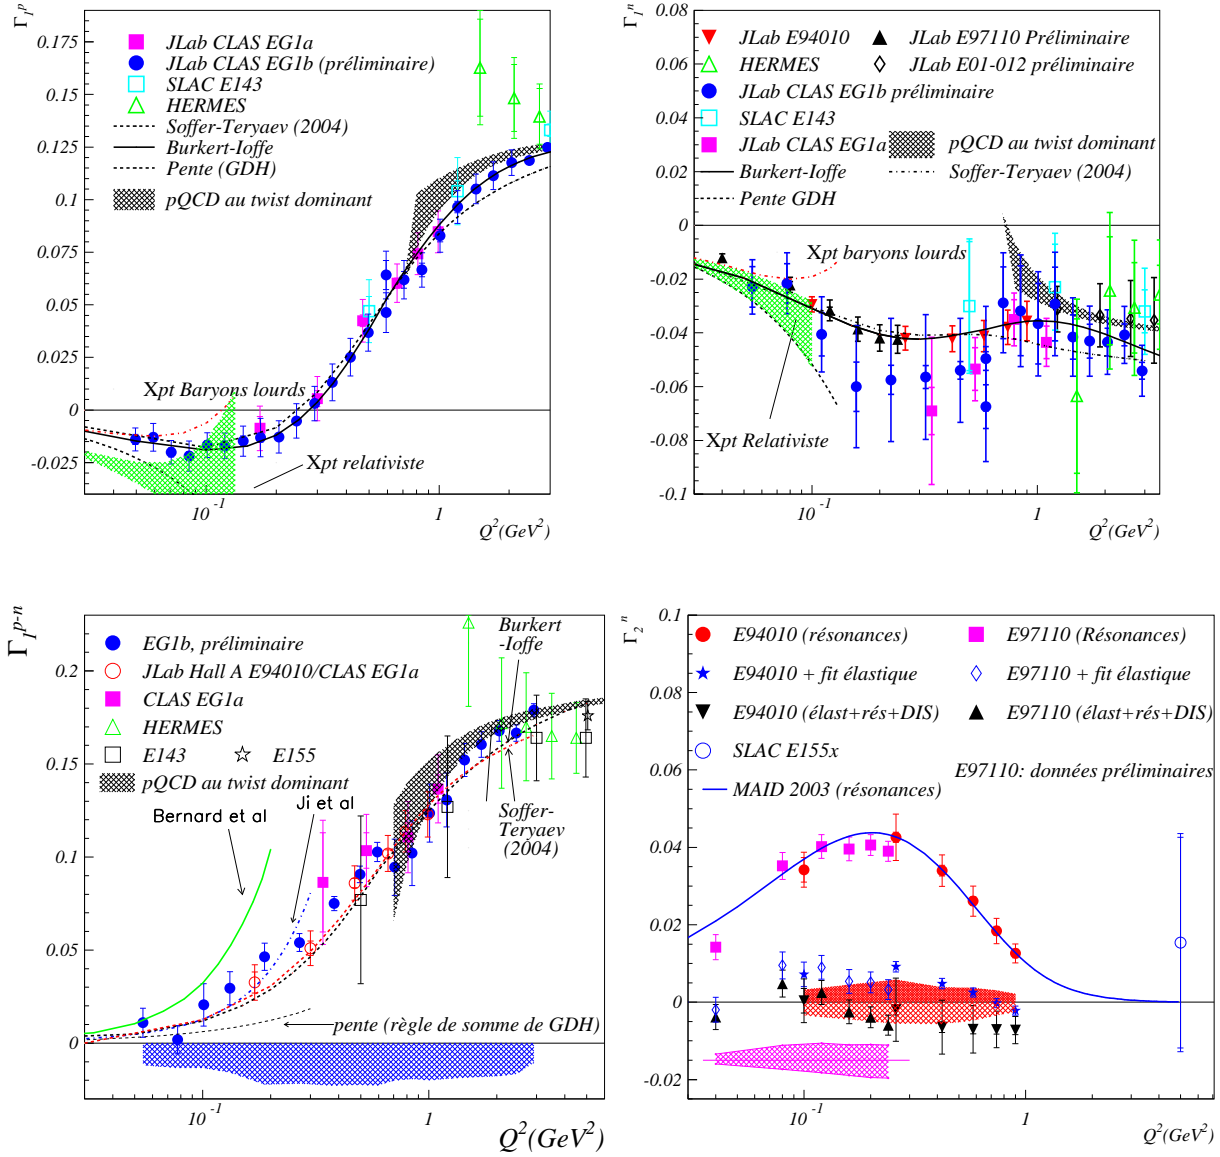 Γ₁ᵖ
0.175
0.15
0.125
0.1
0.075
0.05
0.025
0
-0.025
JLab CLAS EG1a
JLab CLAS EG1b (préliminaire)
SLAC E143
HERMES
Soffer-Teryaev (2004)
Burkert-Ioffe
Pente (GDH)
pQCD au twist dominant
Χpt Baryons lourds
Χpt relativiste
10⁻¹
1
Q²(GeV²)
Γ₁ⁿ
0.08
0.06
0.04
0.02
0
-0.02
-0.04
-0.06
-0.08
-0.1
JLab E94010
JLab E97110 Préliminaire
HERMES
JLab E01-012 préliminaire
JLab CLAS EG1b préliminaire
SLAC E143
JLab CLAS EG1a
pQCD au twist dominant
Burkert-Ioffe
Soffer-Teryaev (2004)
Pente GDH
Χpt baryons lourds
Χpt Relativiste
10⁻¹
1
Q²(GeV²)
Γ₁ᵖ⁻ⁿ
0.2
0.15
0.1
0.05
0
EG1b, préliminaire
JLab Hall A E94010/CLAS EG1a
CLAS EG1a
HERMES
E143
E155
pQCD au twist dominant
Burkert
-Ioffe
Bernard et al
Ji et al
Soffer-
Teryaev
(2004)
pente (règle de somme de GDH)
10⁻¹
1
Q²(GeV²)
Γ₂ⁿ
0.1
0.08
0.06
0.04
0.02
0
-0.02
E94010 (résonances)
E97110 (Résonances)
E94010 + fit élastique
E97110 + fit élastique
E94010 (élast+rés+DIS)
E97110 (élast+rés+DIS)
SLAC E155x
E97110: données préliminaires
MAID 2003 (résonances)
10⁻¹
1
Q²(GeV²)